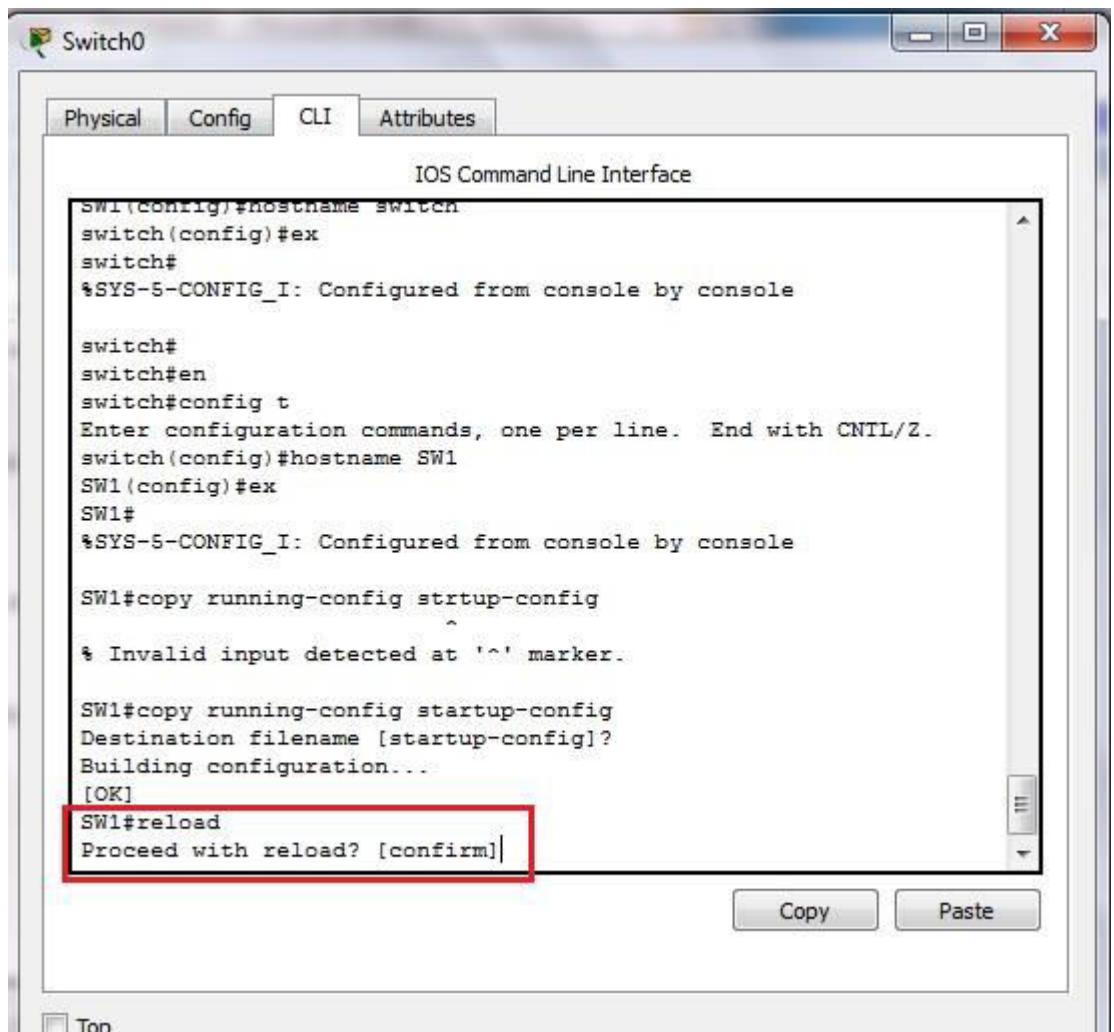 Switch0
Physical Config CLI Attributes
IOS Command Line Interface
SW1(config)#hostname switch
switch(config)#ex
switch#
%SYS-5-CONFIG_I: Configured from console by console
switch#
switch#en
switch#config t
Enter configuration commands, one per line.  End with CNTL/Z.
switch(config)#hostname SW1
SW1(config)#ex
SW1#
%SYS-5-CONFIG_I: Configured from console by console
SW1#copy running-config strtup-config
^
% Invalid input detected at '^' marker.
SW1#copy running-config startup-config
Destination filename [startup-config]?
Building configuration...
[OK]
SW1#reload
Proceed with reload? [confirm]
Copy Paste
Top